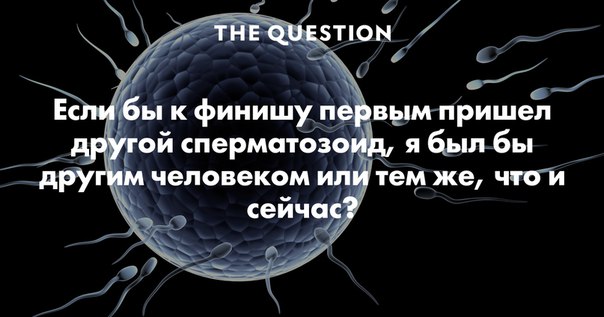 THE QUESTION
Если бы к финишу первым пришел
другой сперматозоид, я был бы
другим человеком или тем же, что и
сейчас?